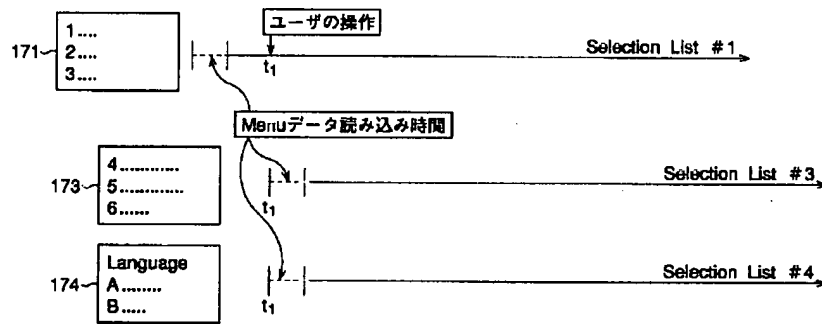 ユーザの操作
171
1....
2....
3....
t1
Selection List #1
Menuデータ読み込み時間
173
4............
5.............
6......
t1
Selection List #3
174
Language
A........
B.....
t1
Selection List #4